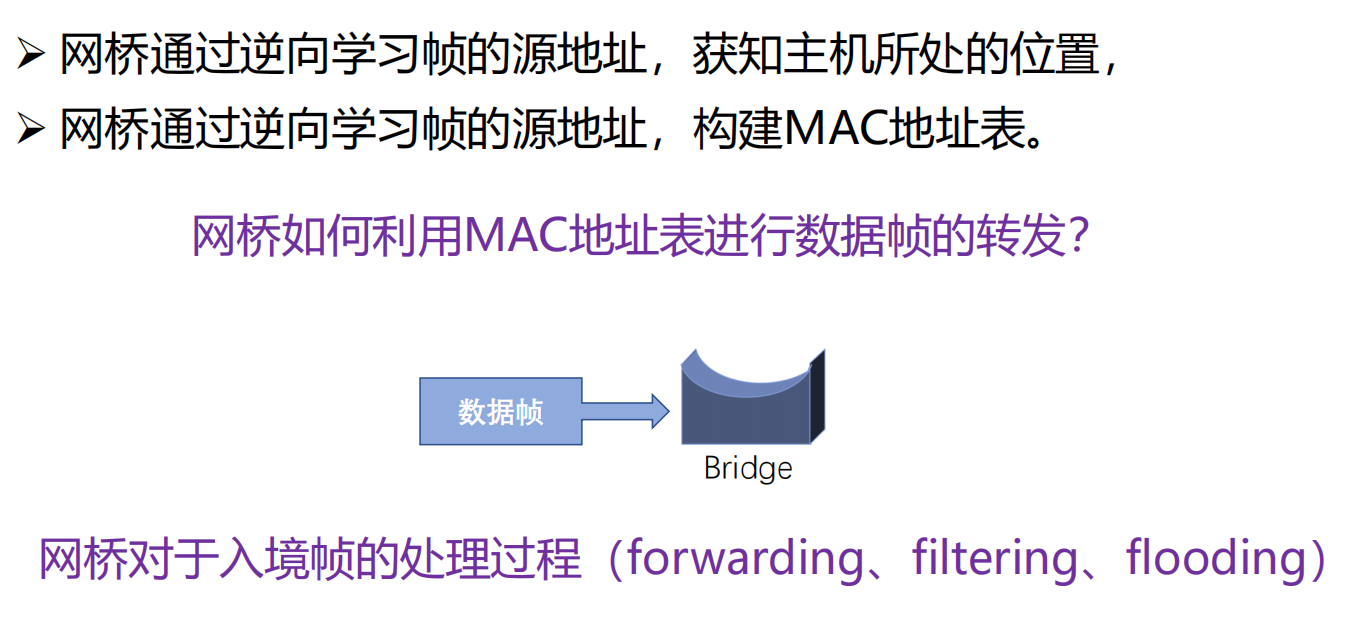 ➢ 网桥通过逆向学习帧的源地址，获知主机所处的位置，
➢ 网桥通过逆向学习帧的源地址，构建MAC地址表。
网桥如何利用MAC地址表进行数据帧的转发？
数据帧
Bridge
网桥对于入境帧的处理过程（forwarding、filtering、flooding）